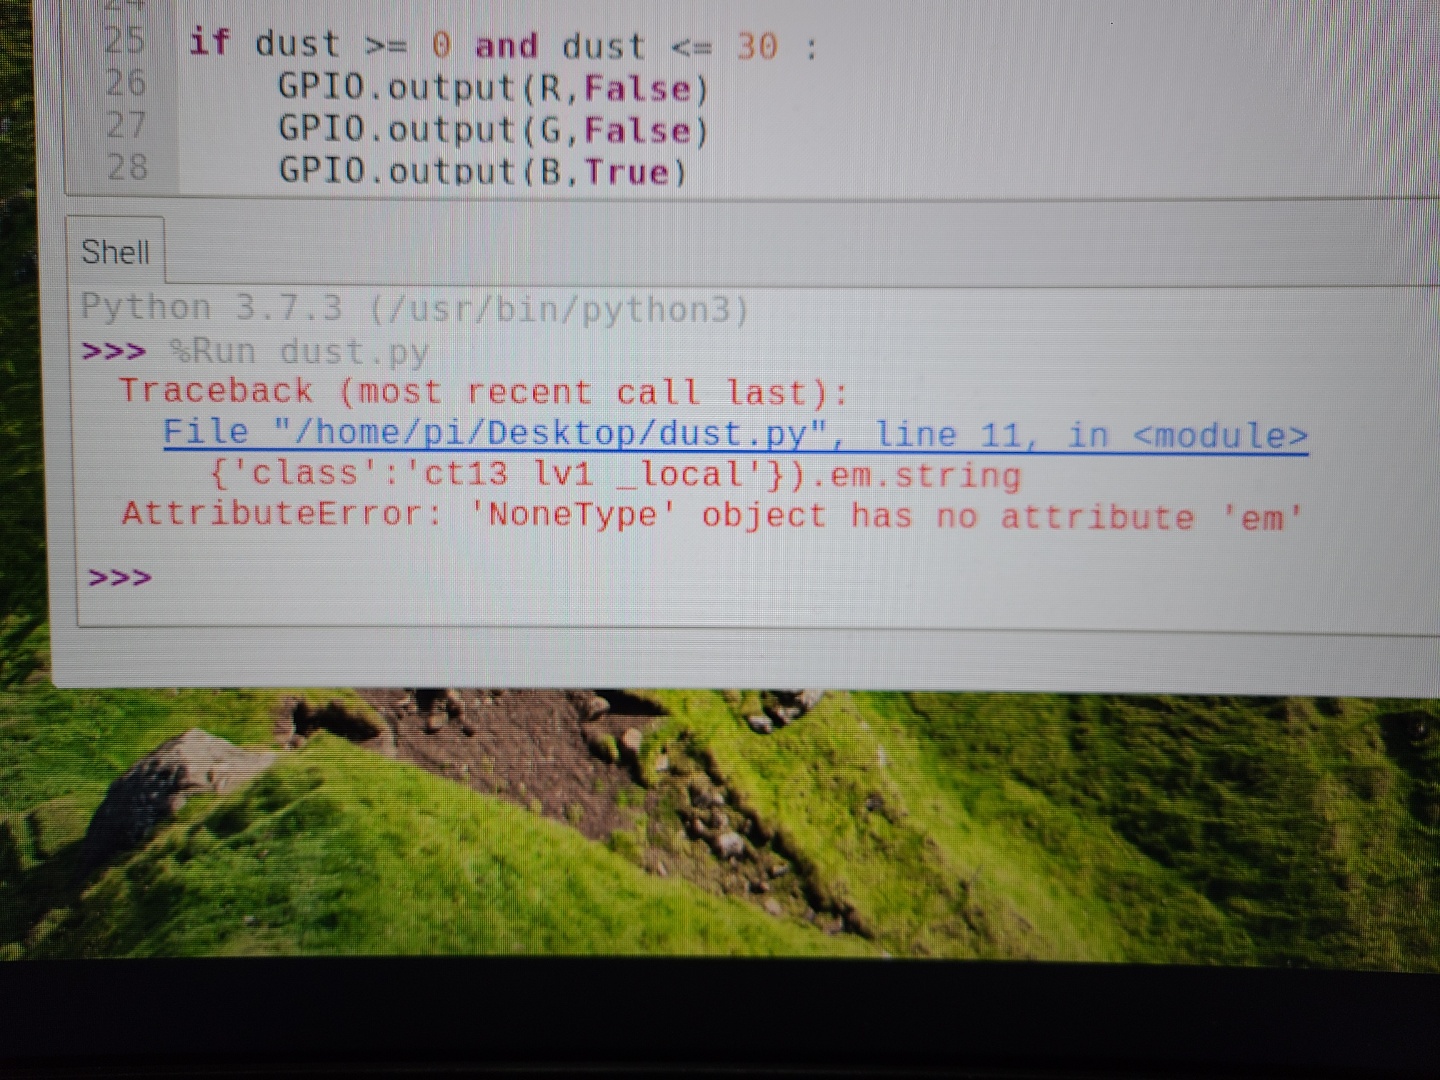 24
25 if dust >= 0 and dust <= 30 :
26 GPIO.output(R,False)
27 GPIO.output(G,False)
28 GPIO.output(B,True)
Shell
Python 3.7.3 (/usr/bin/python3)
>>> %Run dust.py
Traceback (most recent call last):
File "/home/pi/Desktop/dust.py", line 11, in <module>
{'class':'ct13 lv1 _local'}).em.string
AttributeError: 'NoneType' object has no attribute 'em'
>>>